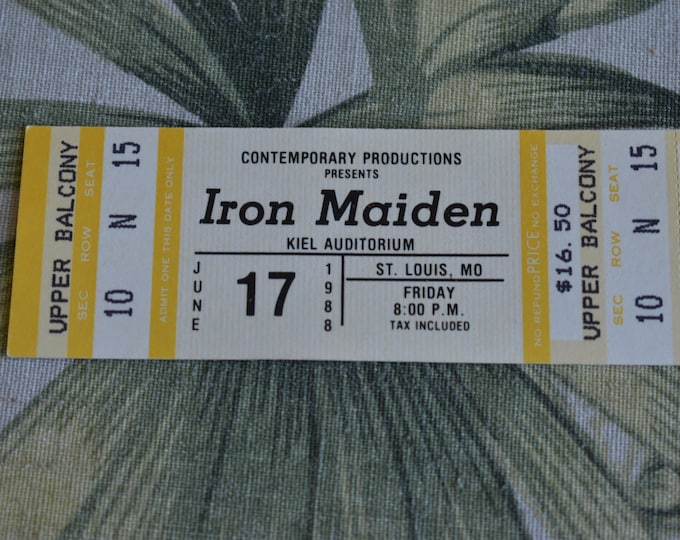 UPPER BALCONY
SEC ROW SEAT
10 N 15
ADMIT ONE THIS DATE ONLY
CONTEMPORARY PRODUCTIONS
PRESENTS
Iron Maiden
KIEL AUDITORIUM
JUNE 17 1988
ST. LOUIS, MO
FRIDAY
8:00 P.M.
TAX INCLUDED
NO REFUND PRICE NO EXCHANGE
$16.50
UPPER BALCONY
SEC ROW SEAT
10 N 15